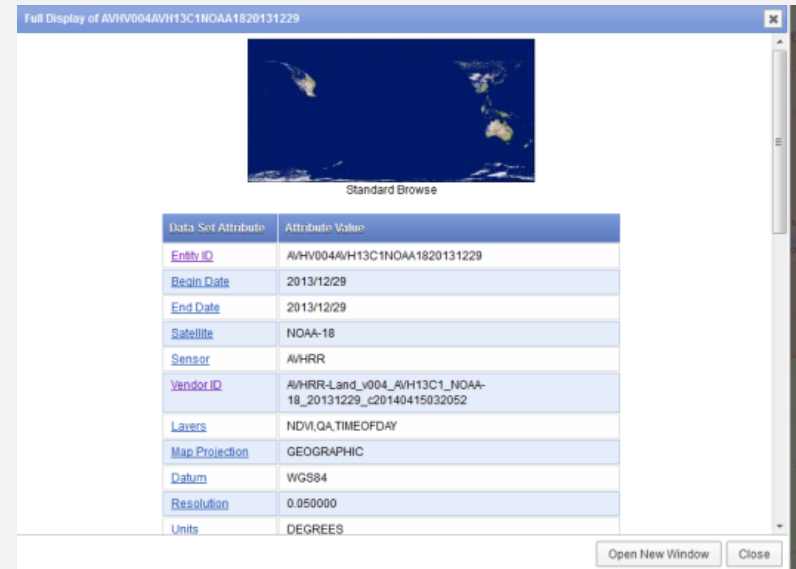 Full Display of AVHV004AVH13C1NOAA1820131229
Standard Browse
Data Set Attribute Attribute Value
Entity ID AVHV004AVH13C1NOAA1820131229
Begin Date 2013/12/29
End Date 2013/12/29
Satellite NOAA-18
Sensor AVHRR
Vendor ID AVHRR-Land_v004_AVH13C1_NOAA-
18_20131229_c20140415032052
Layers NDVI,QA,TIMEOFDAY
Map Projection GEOGRAPHIC
Datum WGS84
Resolution 0.050000
Units DEGREES
Open New Window Close